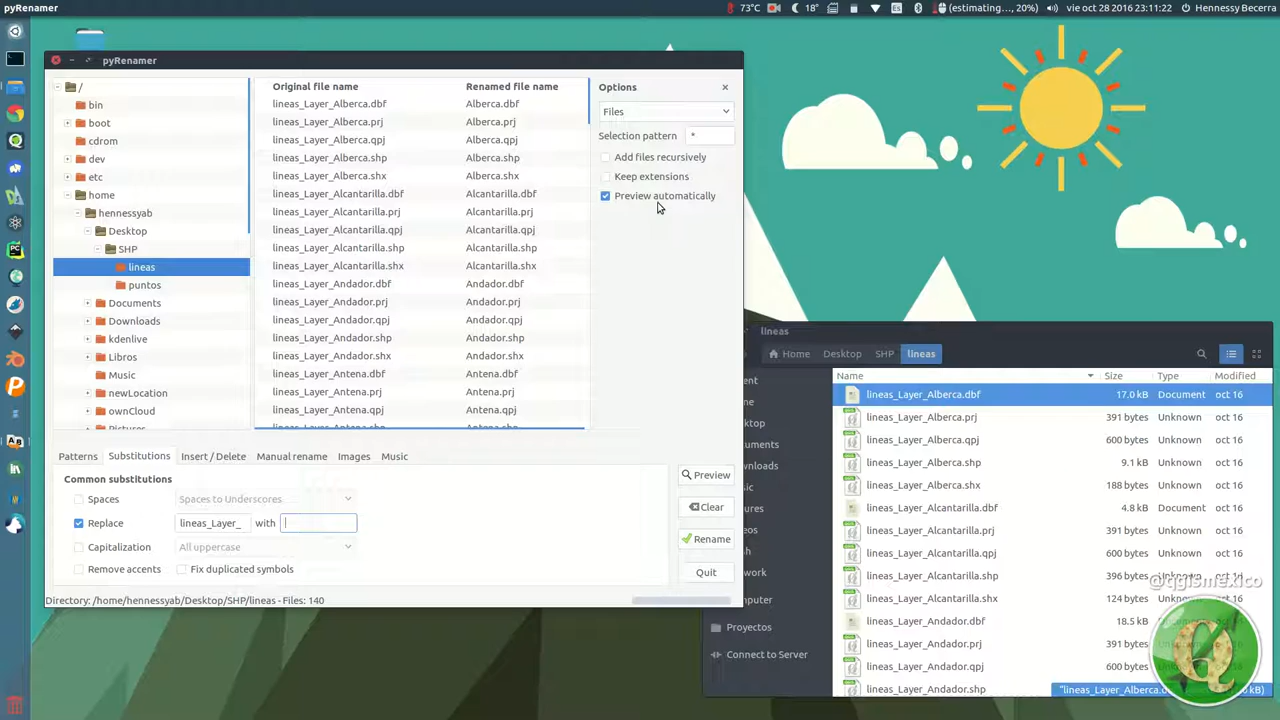 pyRenamer
73°C
18°
Es
(estimating..., 20%)
vie oct 28 2016 23:11:22
Hennessy Becerra
pyRenamer
/
bin
boot
cdrom
dev
etc
home
hennessyab
Desktop
SHP
lineas
puntos
Documents
Downloads
kdenlive
Libros
Music
newLocation
ownCloud
Pictures
Original file name Renamed file name
lineas_Layer_Alberca.dbf Alberca.dbf
lineas_Layer_Alberca.prj Alberca.prj
lineas_Layer_Alberca.qpj Alberca.qpj
lineas_Layer_Alberca.shp Alberca.shp
lineas_Layer_Alberca.shx Alberca.shx
lineas_Layer_Alcantarilla.dbf Alcantarilla.dbf
lineas_Layer_Alcantarilla.prj Alcantarilla.prj
lineas_Layer_Alcantarilla.qpj Alcantarilla.qpj
lineas_Layer_Alcantarilla.shp Alcantarilla.shp
lineas_Layer_Alcantarilla.shx Alcantarilla.shx
lineas_Layer_Andador.dbf Andador.dbf
lineas_Layer_Andador.prj Andador.prj
lineas_Layer_Andador.qpj Andador.qpj
lineas_Layer_Andador.shp Andador.shp
lineas_Layer_Andador.shx Andador.shx
lineas_Layer_Antena.dbf Antena.dbf
lineas_Layer_Antena.prj Antena.prj
lineas_Layer_Antena.qpj Antena.qpj
lineas_Layer_Antena.shp Antena.shp
Options
Files
Selection pattern *
Add files recursively
Keep extensions
Preview automatically
Patterns Substitutions Insert / Delete Manual rename Images Music
Common substitutions
Spaces Spaces to Underscores
Replace lineas_Layer_ with
Capitalization All uppercase
Remove accents Fix duplicated symbols
Preview
Clear
Rename
Quit
Directory: /home/hennessyab/Desktop/SHP/lineas - Files: 140
lineas
Home Desktop SHP lineas
Name Size Type Modified
lineas_Layer_Alberca.dbf 17.0 kB Document oct 16
lineas_Layer_Alberca.prj 391 bytes Unknown oct 16
lineas_Layer_Alberca.qpj 600 bytes Unknown oct 16
lineas_Layer_Alberca.shp 9.1 kB Unknown oct 16
lineas_Layer_Alberca.shx 188 bytes Unknown oct 16
lineas_Layer_Alcantarilla.dbf 4.8 kB Document oct 16
lineas_Layer_Alcantarilla.prj 391 bytes Unknown oct 16
lineas_Layer_Alcantarilla.qpj 600 bytes Unknown oct 16
lineas_Layer_Alcantarilla.shp 396 bytes Unknown oct 16
lineas_Layer_Alcantarilla.shx 124 bytes Unknown oct 16
lineas_Layer_Andador.dbf 18.5 kB
lineas_Layer_Andador.prj 391 bytes
lineas_Layer_Andador.qpj 600 bytes
lineas_Layer_Andador.shp
Proyectos
Connect to Server
@qgismexico